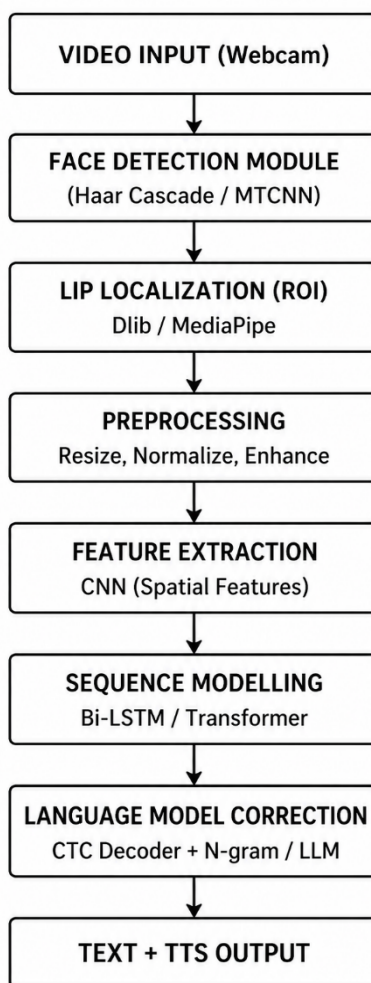 VIDEO INPUT (Webcam)
FACE DETECTION MODULE
(Haar Cascade / MTCNN)
LIP LOCALIZATION (ROI)
Dlib / MediaPipe
PREPROCESSING
Resize, Normalize, Enhance
FEATURE EXTRACTION
CNN (Spatial Features)
SEQUENCE MODELLING
Bi-LSTM / Transformer
LANGUAGE MODEL CORRECTION
CTC Decoder + N-gram / LLM
TEXT + TTS OUTPUT